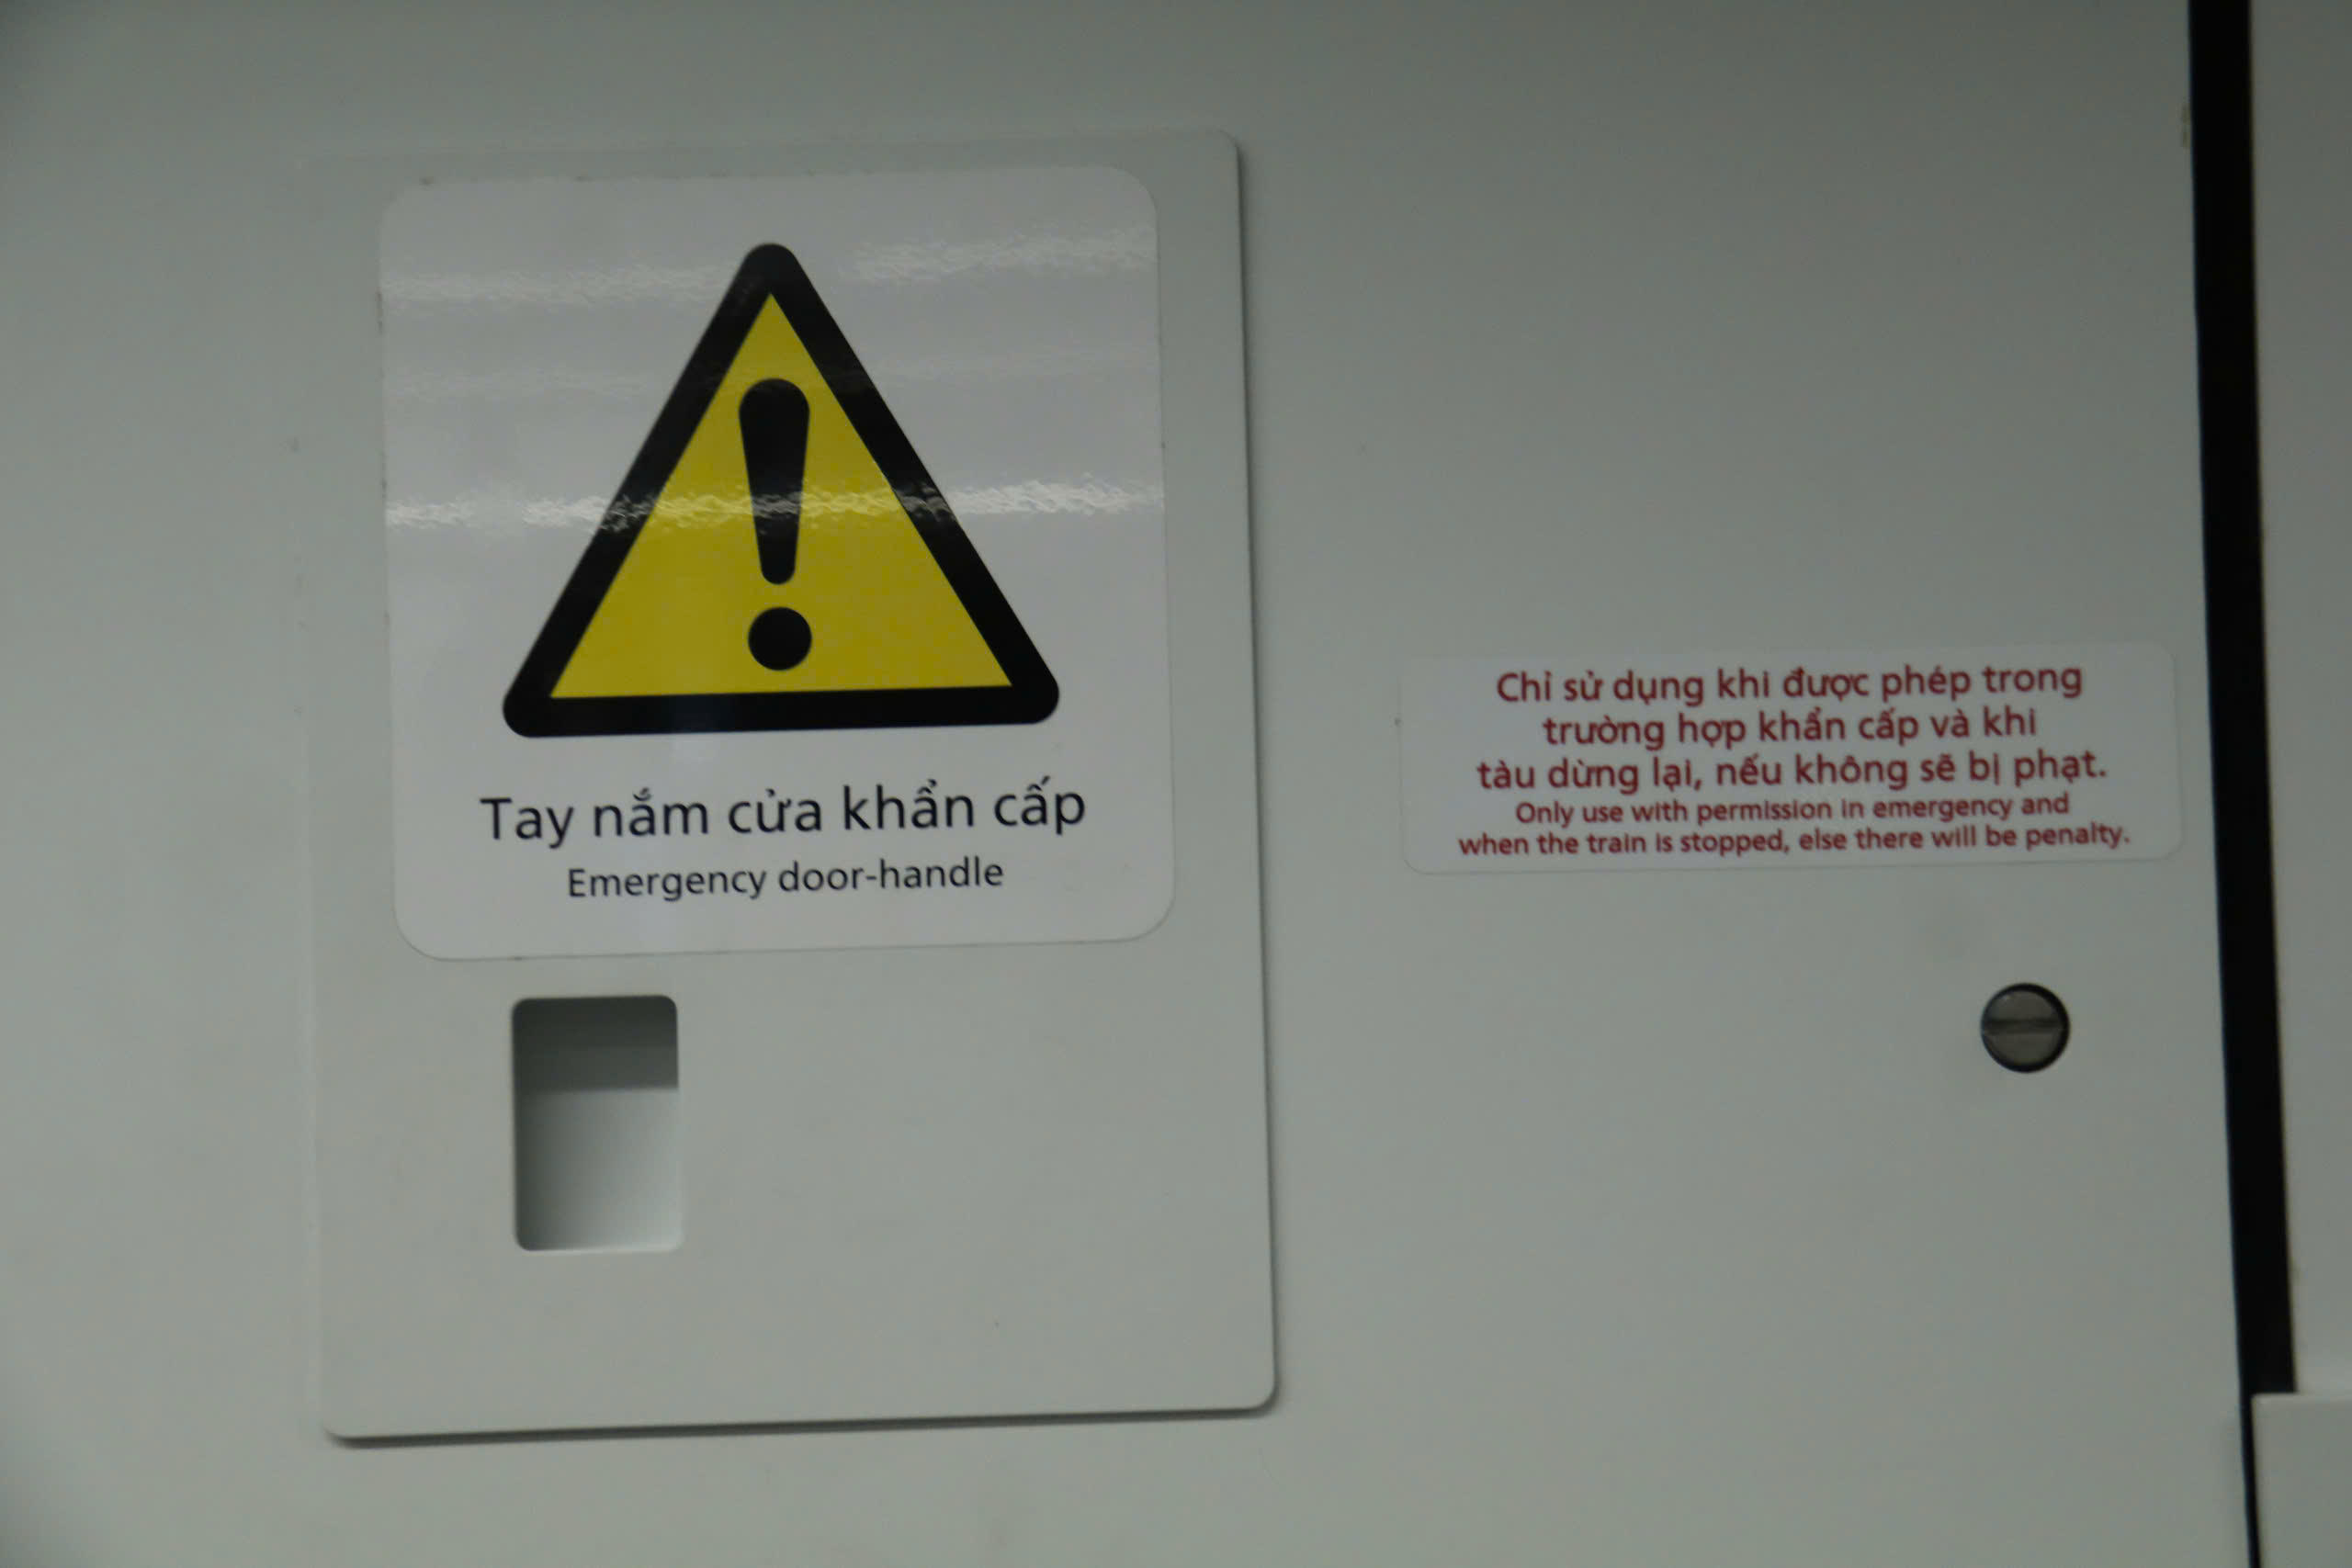 Tay nắm cửa khẩn cấp
Emergency door-handle
Chỉ sử dụng khi được phép trong
trường hợp khẩn cấp và khi
tàu dừng lại, nếu không sẽ bị phạt.
Only use with permission in emergency and
when the train is stopped, else there will be penalty.